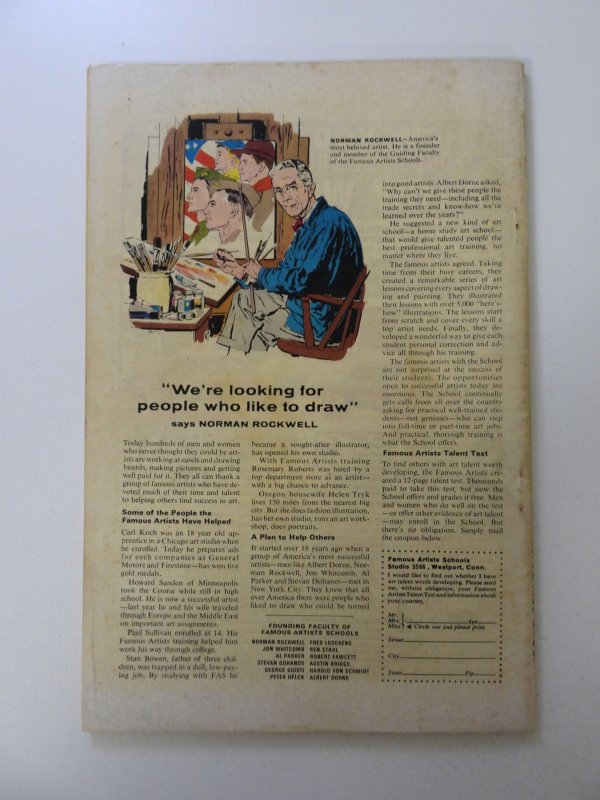 NORMAN ROCKWELL—America's
most beloved artist. He is a founder
and member of the Guiding Faculty
of the Famous Artists Schools.
"We're looking for
people who like to draw"
says NORMAN ROCKWELL
Today hundreds of men and women
who never thought they could be art-
ists are working at easels and drawing
boards, making pictures and getting
well paid for it. They all can thank a
group of famous artists who have de-
voted much of their time and talent
to helping others find success in art.
Some of the People the
Famous Artists Have Helped
Carl Koch was an 18 year old ap-
prentice in a Chicago art studio when
he enrolled. Today he prepares ads
for such companies as General
Motors and Firestone—has won five
gold medals.
Howard Sanden of Minneapolis
took the Course while still in high
school. He is now a successful artist
—last year he and his wife traveled
through Europe and the Middle East
on important art assignments.
Paul Sullivan enrolled at 14. His
Famous Artists training helped him
work his way through college.
Stan Bowen, father of three chil-
dren, was trapped in a dull, low-pay-
ing job. By studying with FAS he
became a sought-after illustrator,
has opened his own studio.
With Famous Artists training
Rosemary Roberts was hired by a
top department store as an artist—
with a big chance to advance.
Oregon housewife Helen Tryk
lives 150 miles from the nearest big
city. But she does fashion illustration,
has her own studio, runs an art work-
shop, does portraits.
A Plan to Help Others
It started over 18 years ago when a
group of America's most successful
artists—men like Albert Dorne, Nor-
man Rockwell, Jon Whitcomb, Al
Parker and Stevan Dohanos—met in
New York City. They knew that all
over America there were people who
liked to draw who could be turned
into good artists. Albert Dorne asked,
"Why can't we give these people the
training they need—including all the
trade secrets and know-how we've
learned over the years?"
He suggested a new kind of art
school—a home study art school—
that would give talented people the
best professional art training, no
matter where they live.
The famous artists agreed. Taking
time from their busy careers, they
created a remarkable series of art
lessons covering every aspect of draw-
ing and painting. They illustrated
their lessons with over 5,000 "here's-
how" illustrations. The lessons start
from scratch and cover every skill a
top artist needs. Finally, they de-
veloped a wonderful way to give each
student personal correction and ad-
vice all through his training.
The famous artists with the School
are not surprised at the success of
their students. The opportunities
open to successful artists today are
enormous. The School continually
gets calls from all over the country
asking for practical well-trained stu-
dents—not geniuses—who can step
into full-time or part-time art jobs.
And practical, thorough training is
what the School offers.
Famous Artists Talent Test
To find others with art talent worth
developing, the Famous Artists cre-
ated a 12-page talent test. Thousands
paid to take this test, but now the
School offers and grades it free. Men
and women who do well on the test
—or offer other evidence of art talent
—may enroll in the School. But
there's no obligation. Simply mail
the coupon below.
FOUNDING FACULTY OF
FAMOUS ARTISTS SCHOOLS
NORMAN ROCKWELL FRED LUDEKENS
JON WHITCOMB BEN STAHL
AL PARKER ROBERT FAWCETT
STEVAN DOHANOS AUSTIN BRIGGS
GEORGE GIUSTI HAROLD VON SCHMIDT
PETER HELCK ALBERT DORNE
Famous Artists Schools
Studio 5566, Westport, Conn.
I would like to find out whether I have
art talent worth developing. Please send
me, without obligation, your Famous
Artists Talent Test and information about
your courses.
Mr.
Mrs. Age
Miss Circle one and please print
Street
City
State Zip